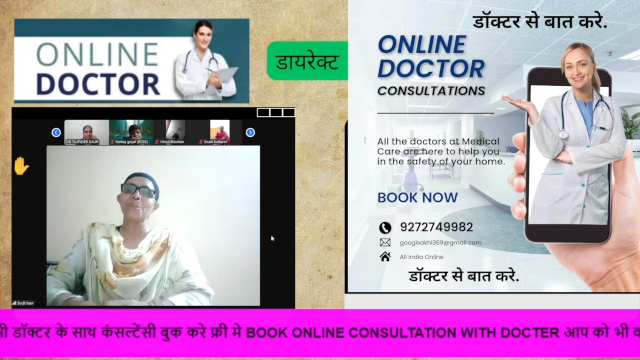 ONLINE
DOCTOR
डायरेक्ट
डॉक्टर से बात करे.
ONLINE
DOCTOR
CONSULTATIONS
All the doctors at Medical
Care are here to help you
in the safety of your home.
BOOK NOW
9272749982
googlsakhi369@gmail.com
All India Online
डॉक्टर से बात करे.
डॉक्टर के साथ कंसल्टेंसी बुक करे फ्री मे BOOK ONLINE CONSULTATION WITH DOCTER आप को भी